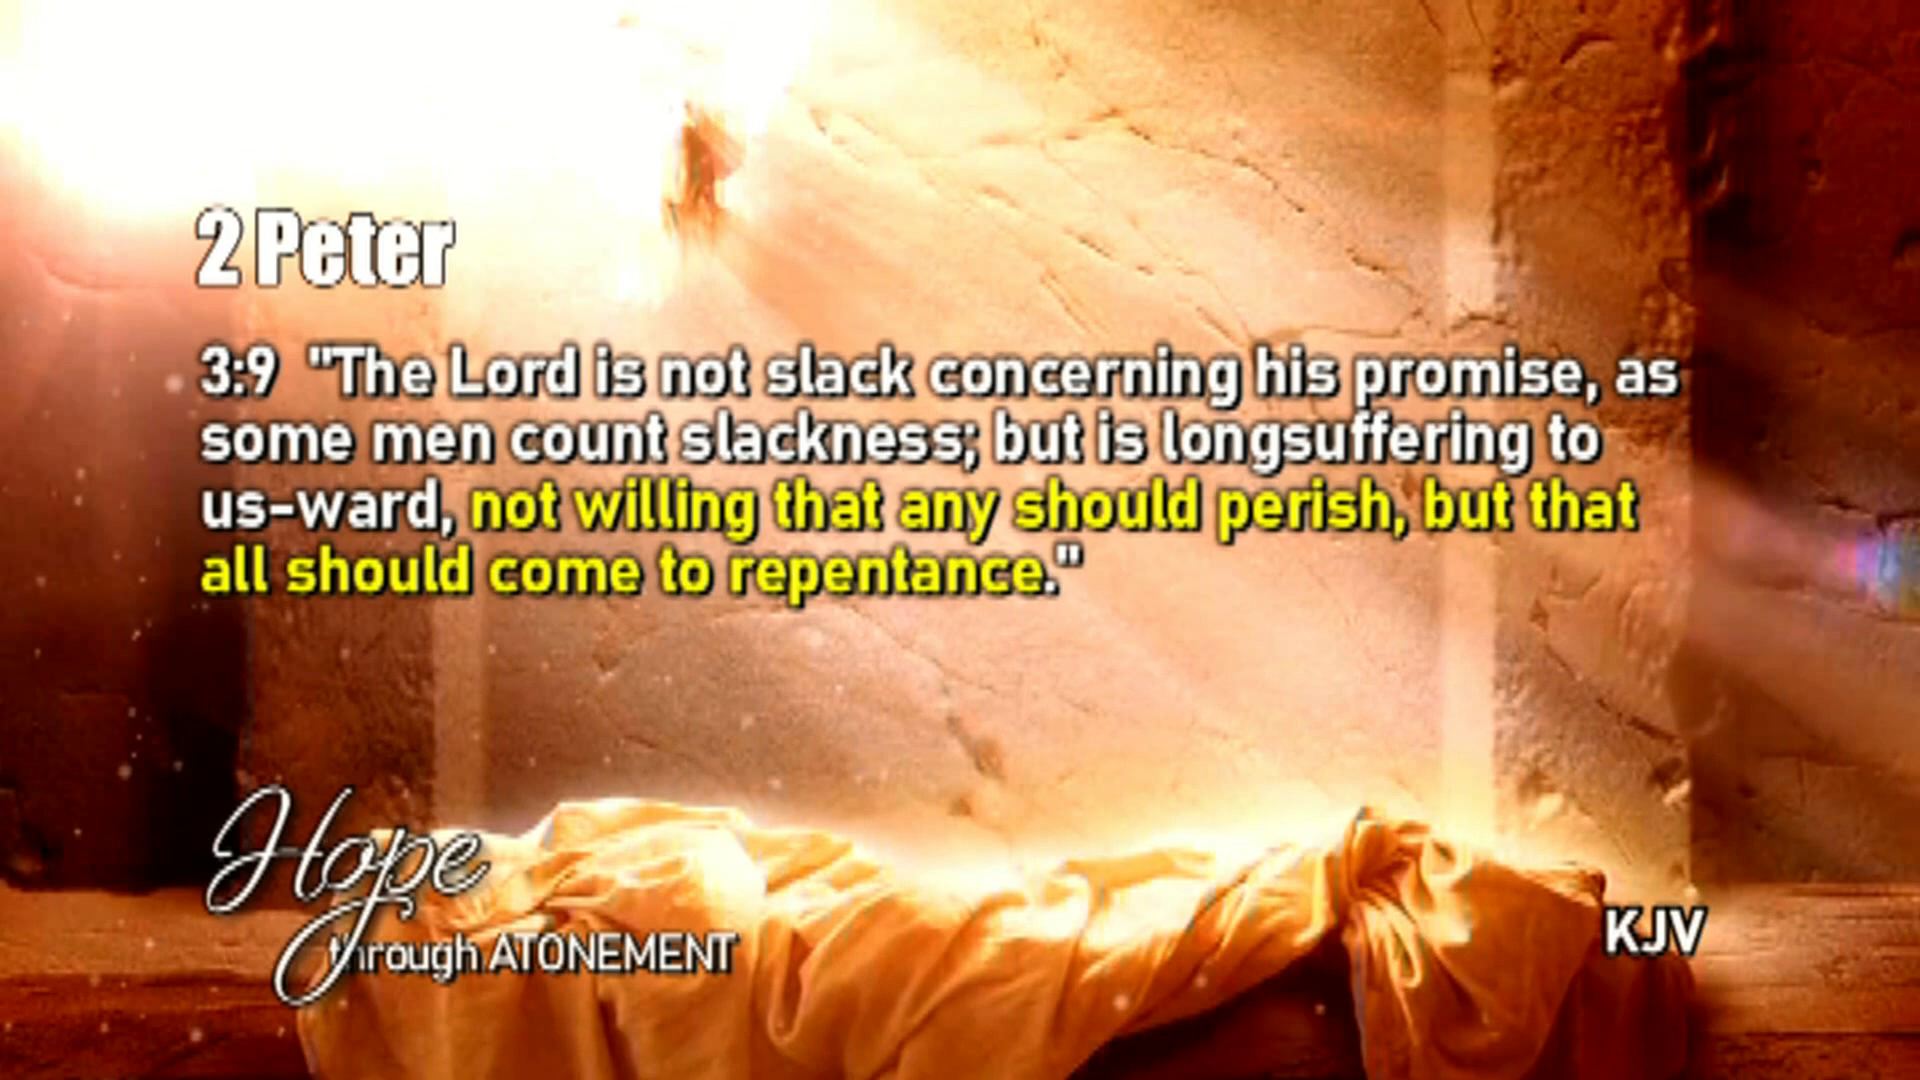 2 Peter
3:9 "The Lord is not slack concerning his promise, as
some men count slackness; but is longsuffering to
us-ward, not willing that any should perish, but that
all should come to repentance."
Hope
through ATONEMENT
KJV